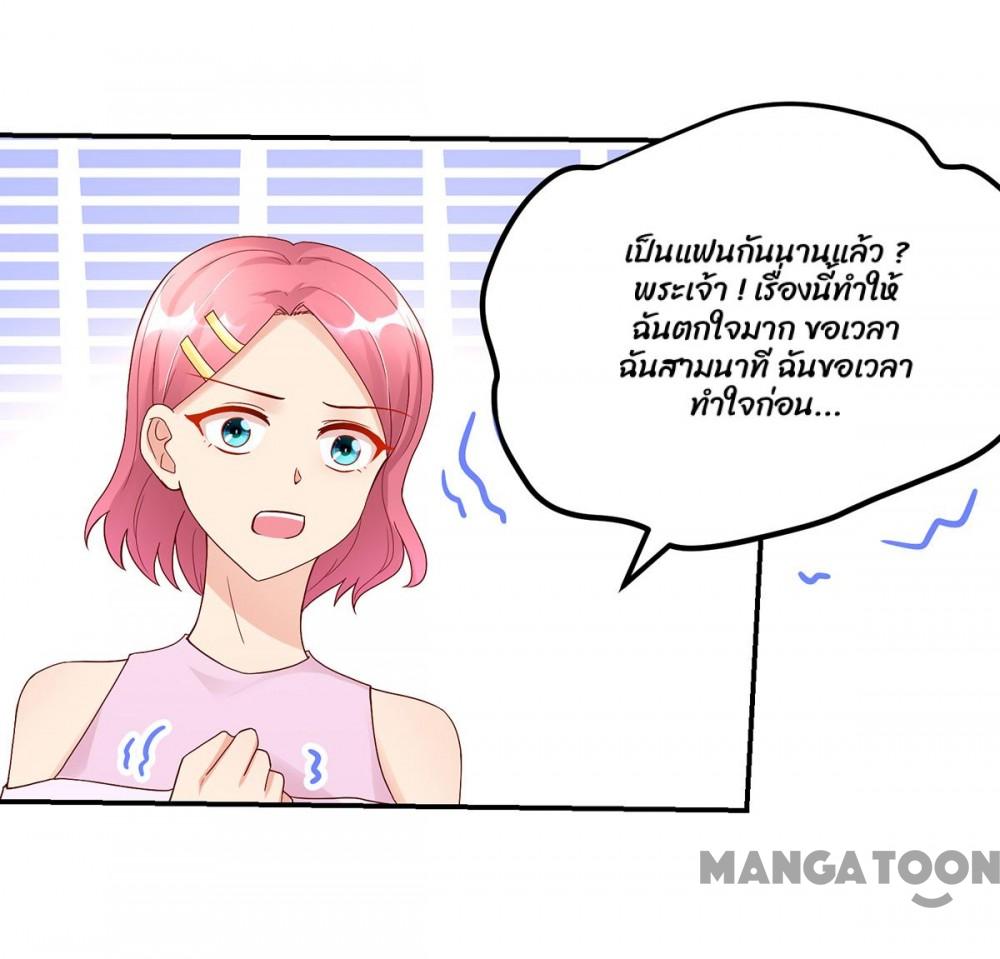 เป็นแฟนกันนานแล้ว ?
พระเจ้า ! เรื่องนี้ทำให้
ฉันตกใจมาก ขอเวลา
ฉันสามนาที ฉันขอเวลา
ทำใจก่อน...
MANGATOON